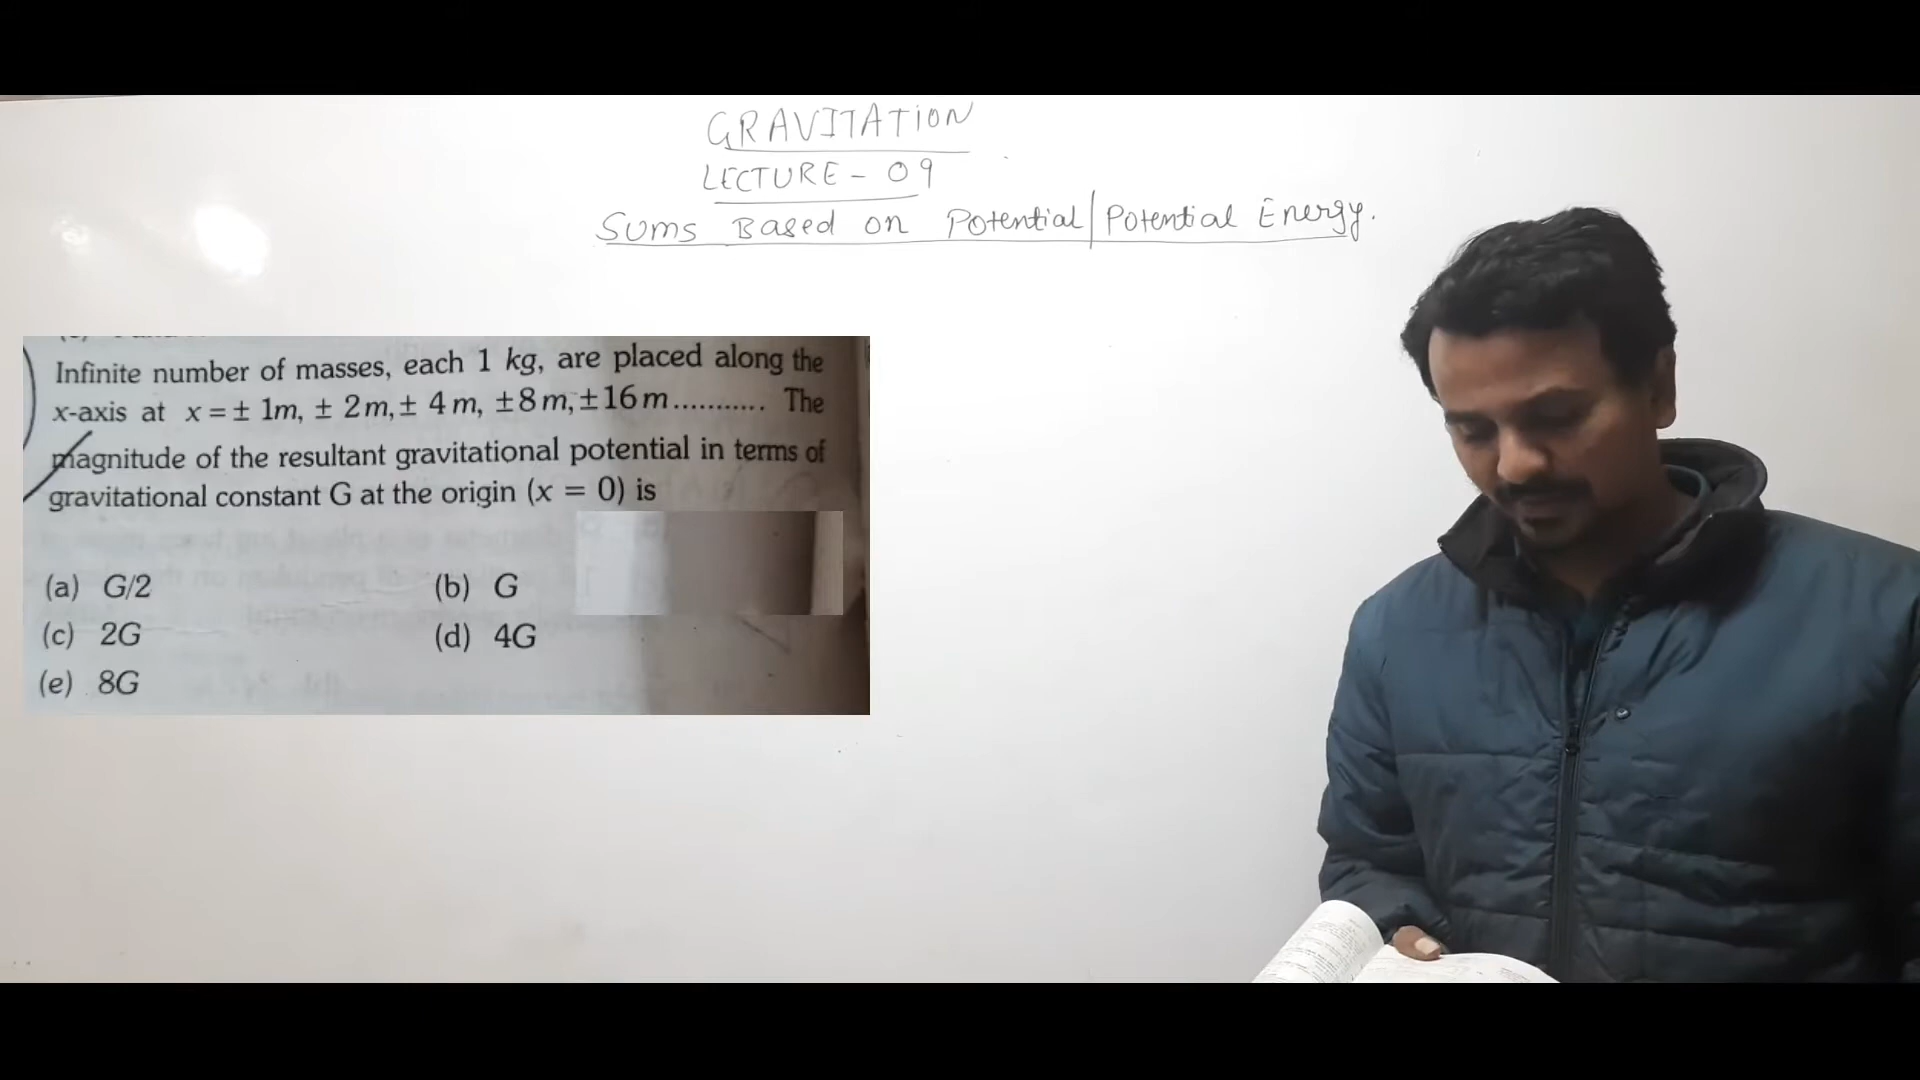 GRAVITATION
LECTURE - 09
Sums Based on Potential/Potential Energy.
Infinite number of masses, each 1 kg, are placed along the
x-axis at x = ± 1m, ± 2m, ± 4m, ±8m, ±16m........... The
magnitude of the resultant gravitational potential in terms of
gravitational constant G at the origin (x = 0) is
(a) G/2 (b) G
(c) 2G (d) 4G
(e) 8G